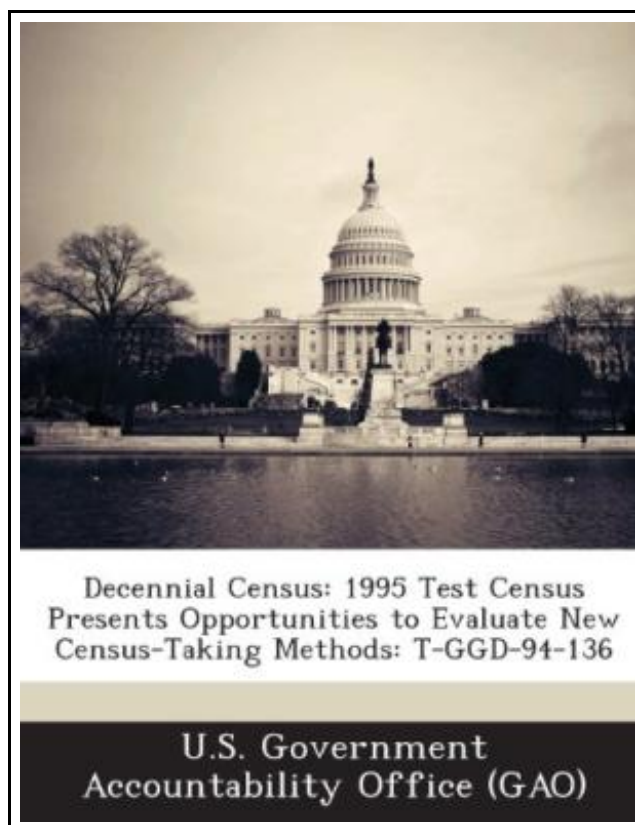 Decennial Census: 1995 Test Census
Presents Opportunities to Evaluate New
Census-Taking Methods: T-GGD-94-136
U.S. Government
Accountability Office (GAO)